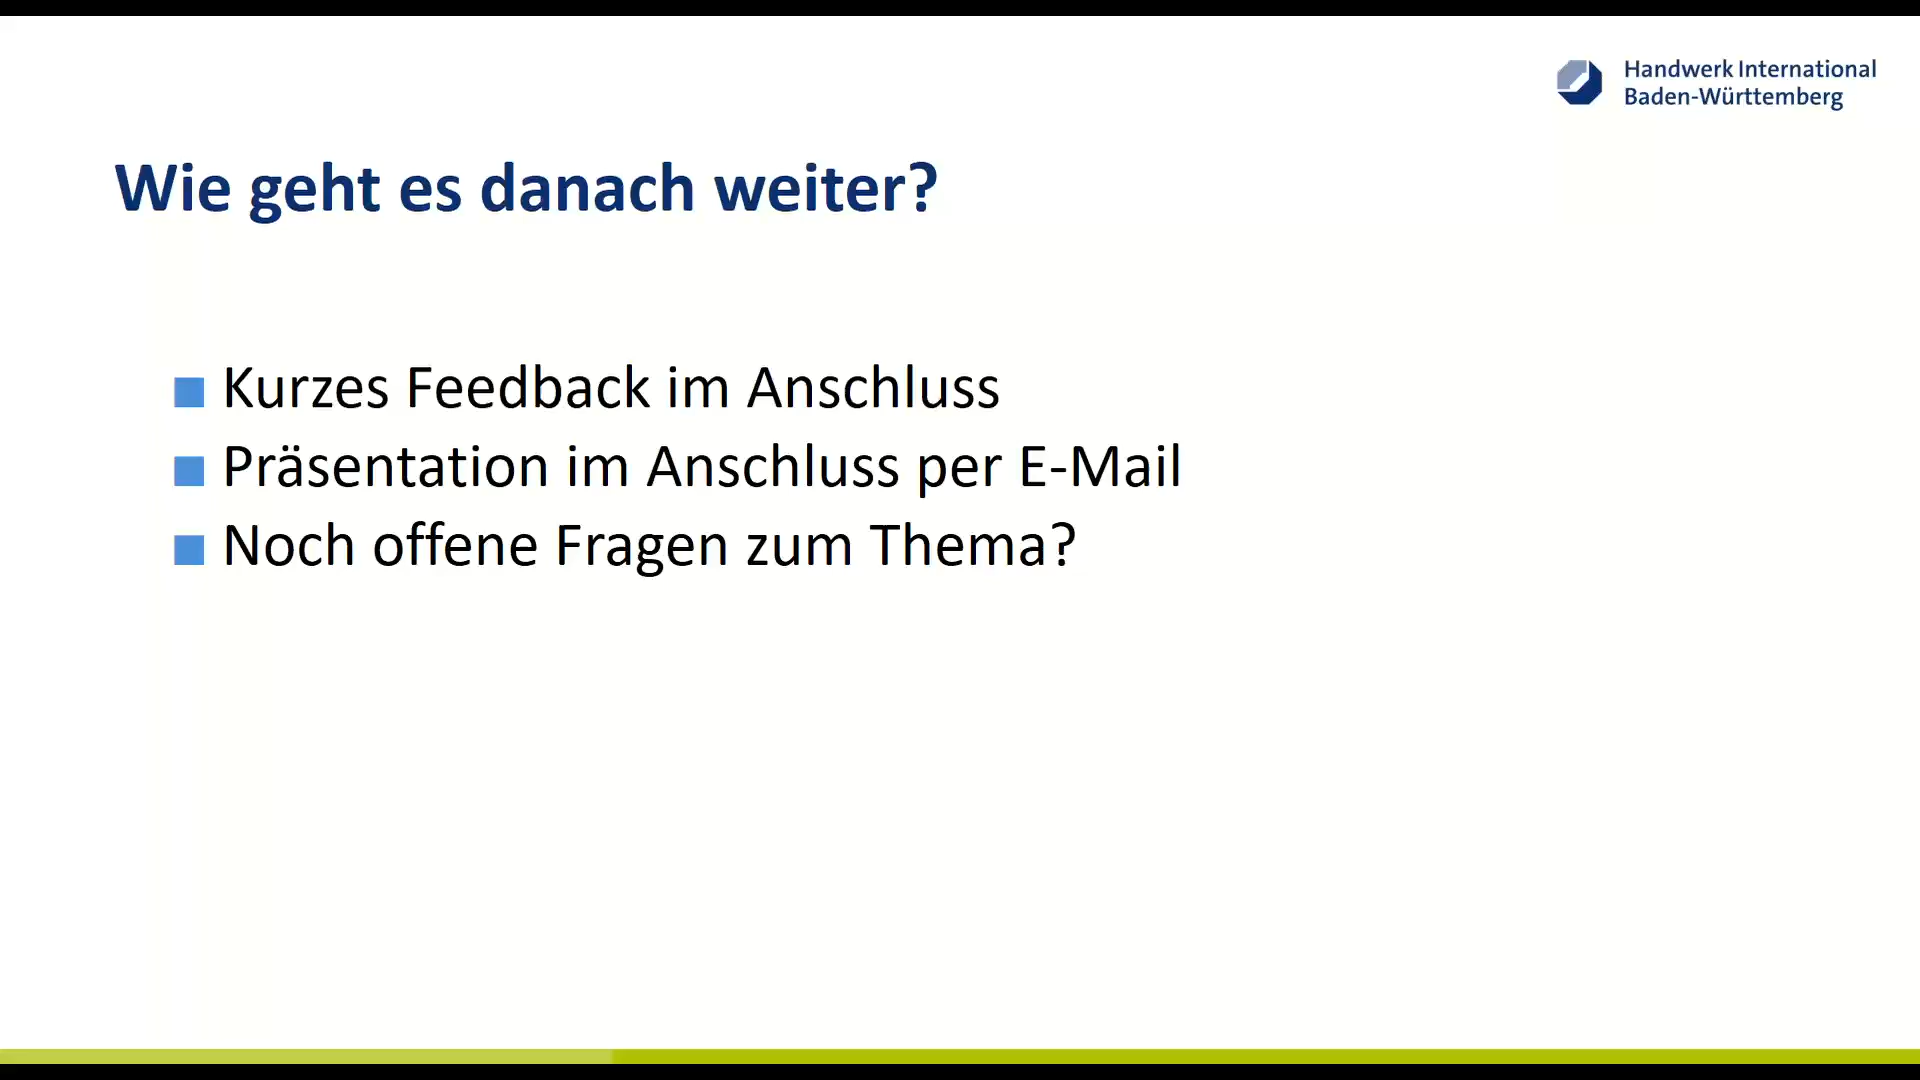 Handwerk International
Baden-Württemberg
Wie geht es danach weiter?
Kurzes Feedback im Anschluss
Präsentation im Anschluss per E-Mail
Noch offene Fragen zum Thema?